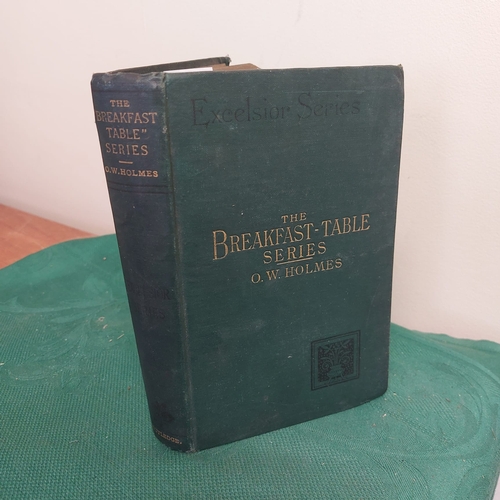 THE
BREAKFAST
TABLE"
SERIES
O.W.HOLMES
Excelsior Series
THE
BREAKFAST-TABLE
SERIES
O. W. HOLMES